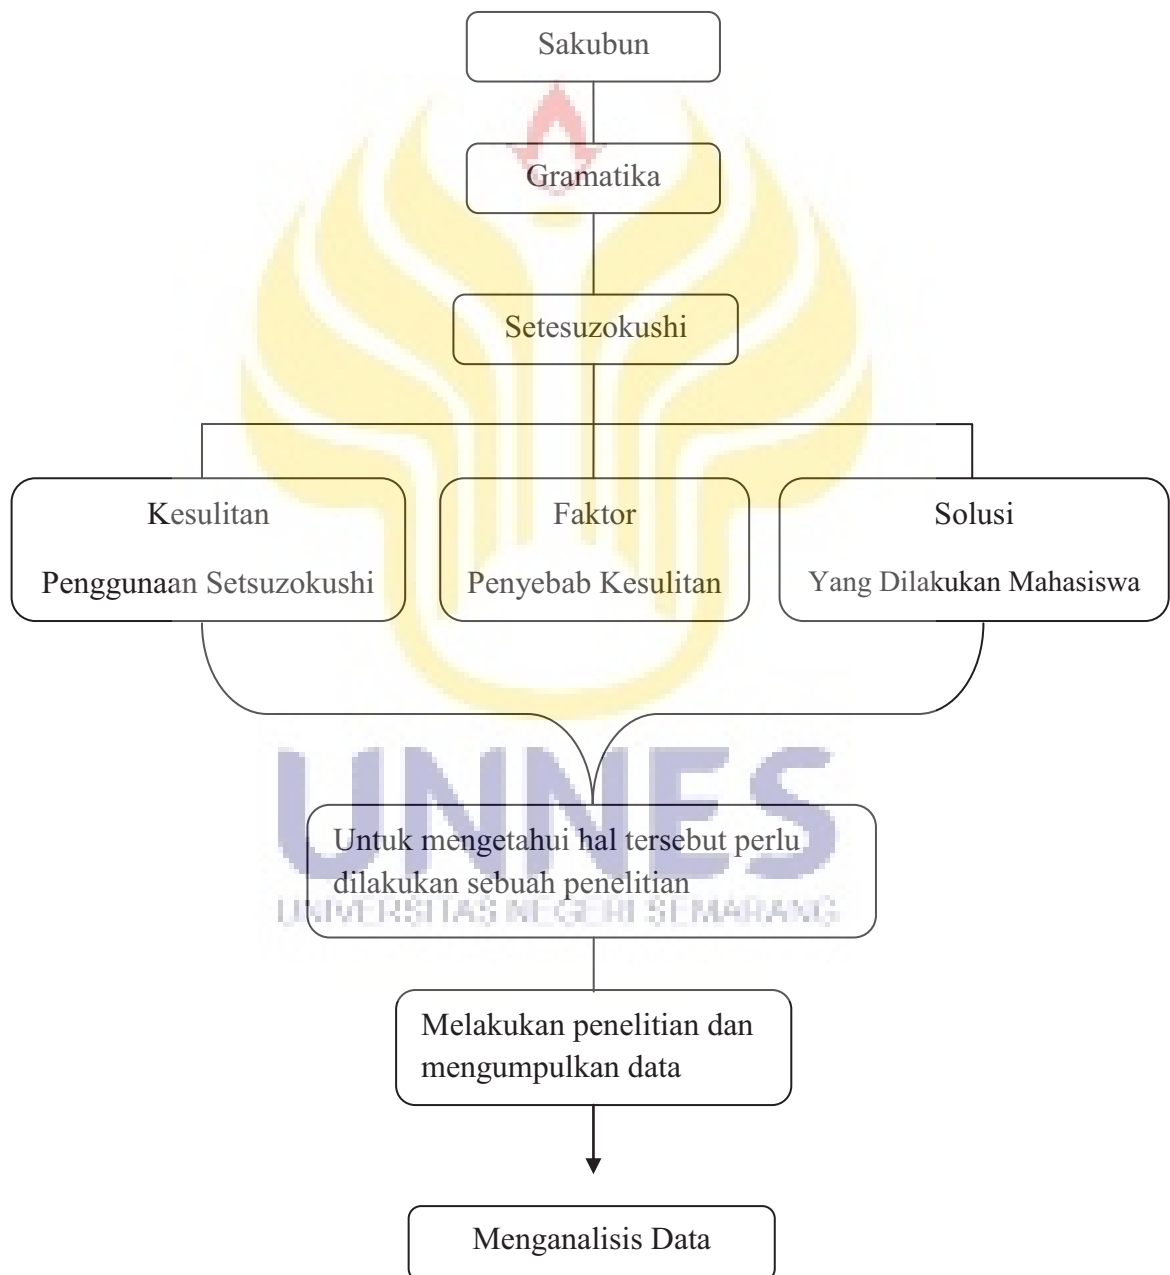 Sakubun
Gramatika
Setesuzokushi
Kesulitan
Penggunaan Setsuzokushi
Faktor
Penyebab Kesulitan
Solusi
Yang Dilakukan Mahasiswa
UNNES
Untuk mengetahui hal tersebut perlu
dilakukan sebuah penelitian
UNIVERSITAS NEGERI SEMARANG
Melakukan penelitian dan
mengumpulkan data
Menganalisis Data